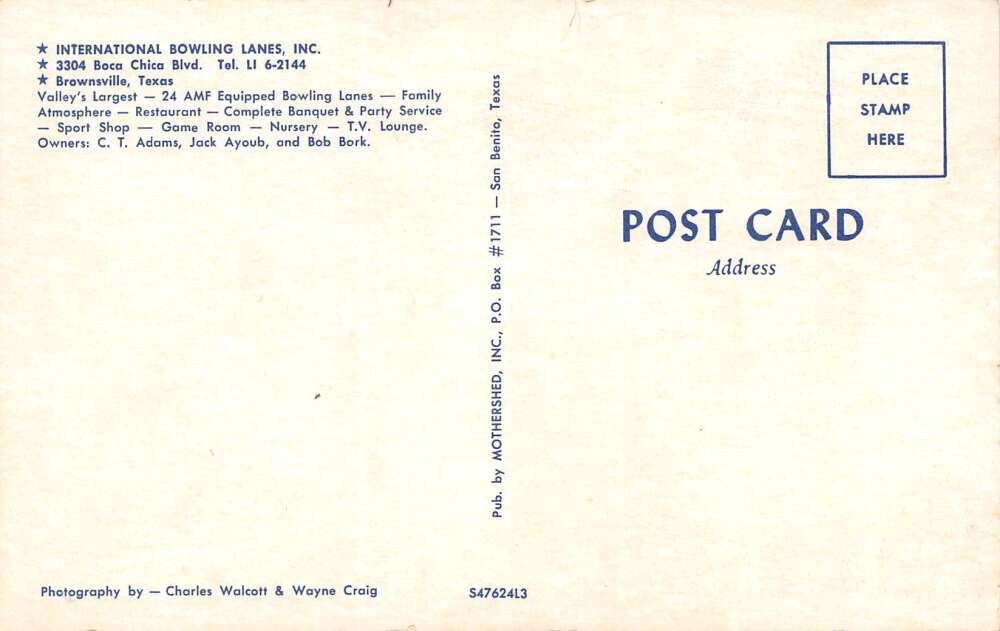 ★ INTERNATIONAL BOWLING LANES, INC.
★ 3304 Boca Chica Blvd. Tel. LI 6-2144
★ Brownsville, Texas
Valley's Largest — 24 AMF Equipped Bowling Lanes — Family
Atmosphere — Restaurant — Complete Banquet & Party Service
— Sport Shop — Game Room — Nursery — T.V. Lounge.
Owners: C. T. Adams, Jack Ayoub, and Bob Bork.
Photography by — Charles Walcott & Wayne Craig
Pub. by MOTHERSHED, INC., P.O. Box #1711 — San Benito, Texas
S47624L3
PLACE
STAMP
HERE
POST CARD
Address